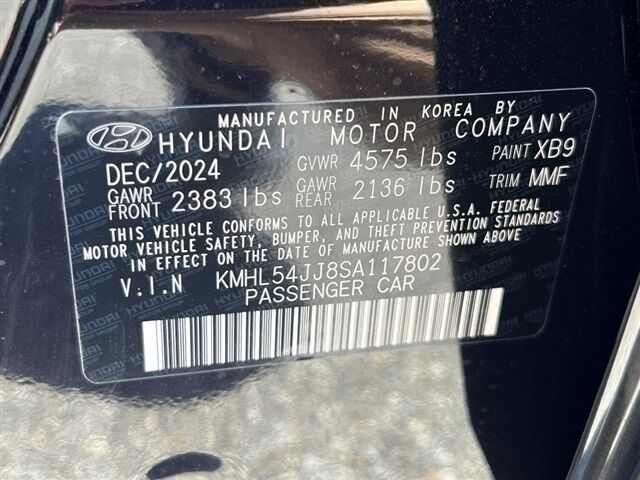 MANUFACTURED IN KOREA BY
HYUNDAI MOTOR COMPANY
DEC/2024 GVWR 4575 lbs PAINT XB9
GAWR FRONT 2383 lbs GAWR REAR 2136 lbs TRIM MMF
THIS VEHICLE CONFORMS TO ALL APPLICABLE U.S.A. FEDERAL
MOTOR VEHICLE SAFETY, BUMPER, AND THEFT PREVENTION STANDARDS
IN EFFECT ON THE DATE OF MANUFACTURE SHOWN ABOVE
V.I.N KMHL54JJ8SA117802
PASSENGER CAR